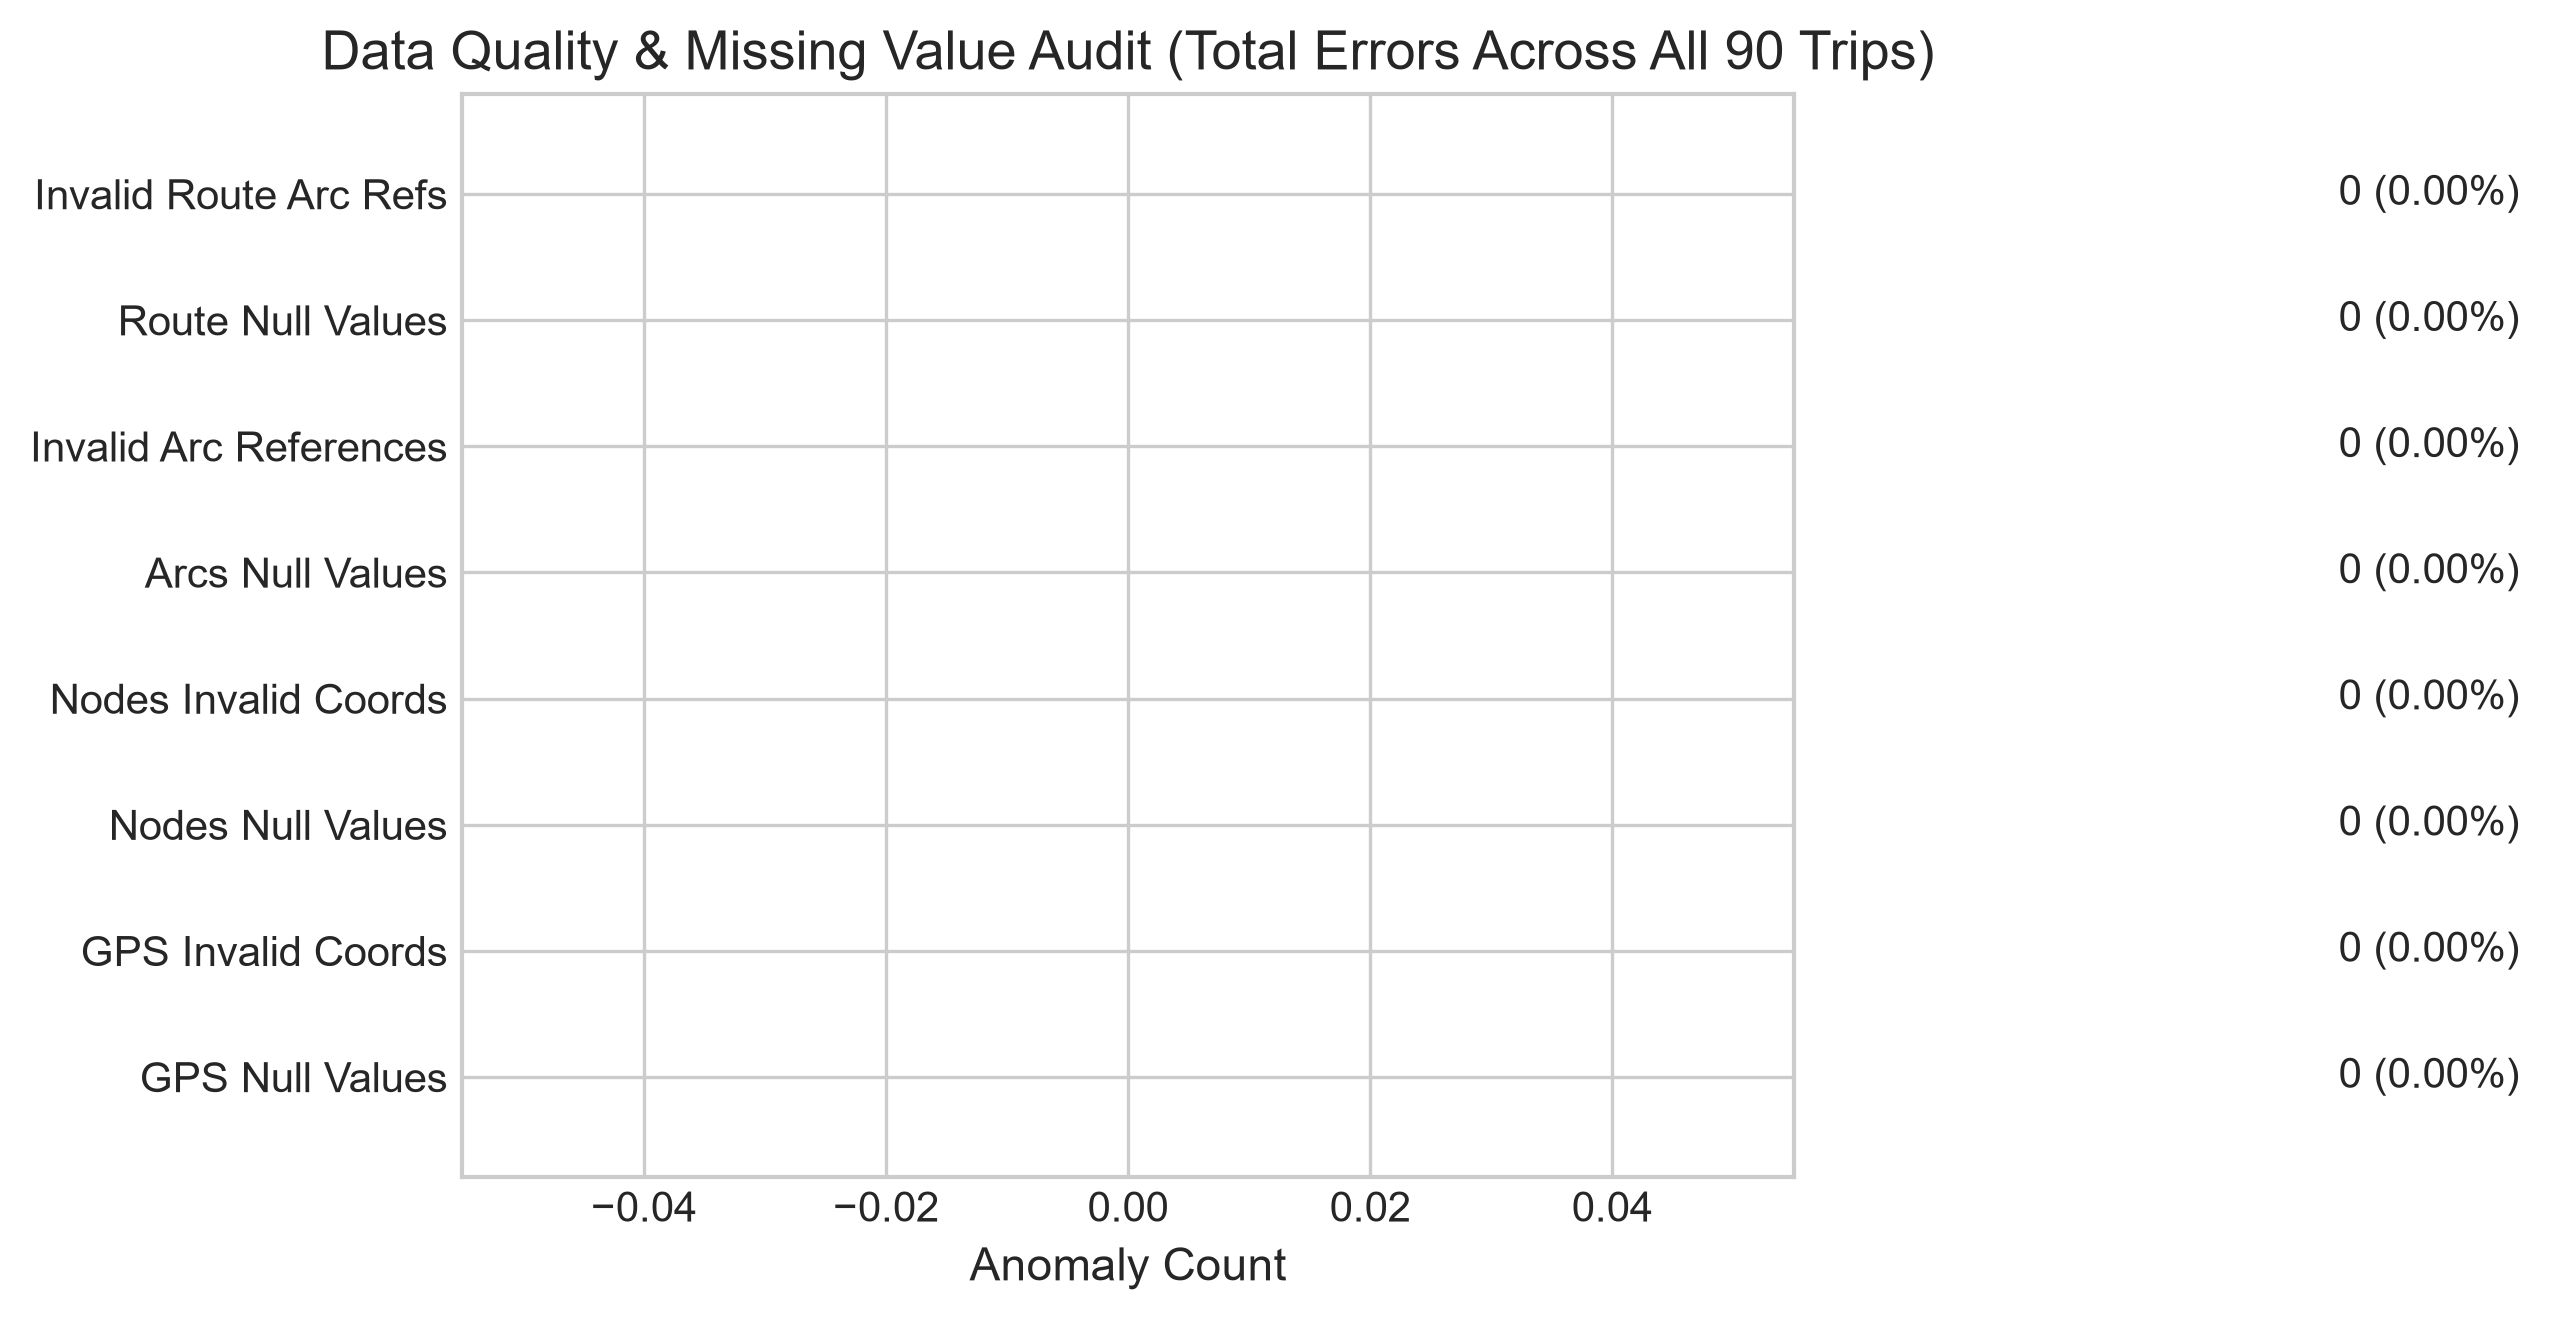 Data Quality & Missing Value Audit (Total Errors Across All 90 Trips)
Invalid Route Arc Refs 0 (0.00%)
Route Null Values 0 (0.00%)
Invalid Arc References 0 (0.00%)
Arcs Null Values 0 (0.00%)
Nodes Invalid Coords 0 (0.00%)
Nodes Null Values 0 (0.00%)
GPS Invalid Coords 0 (0.00%)
GPS Null Values 0 (0.00%)
−0.04 −0.02 0.00 0.02 0.04
Anomaly Count